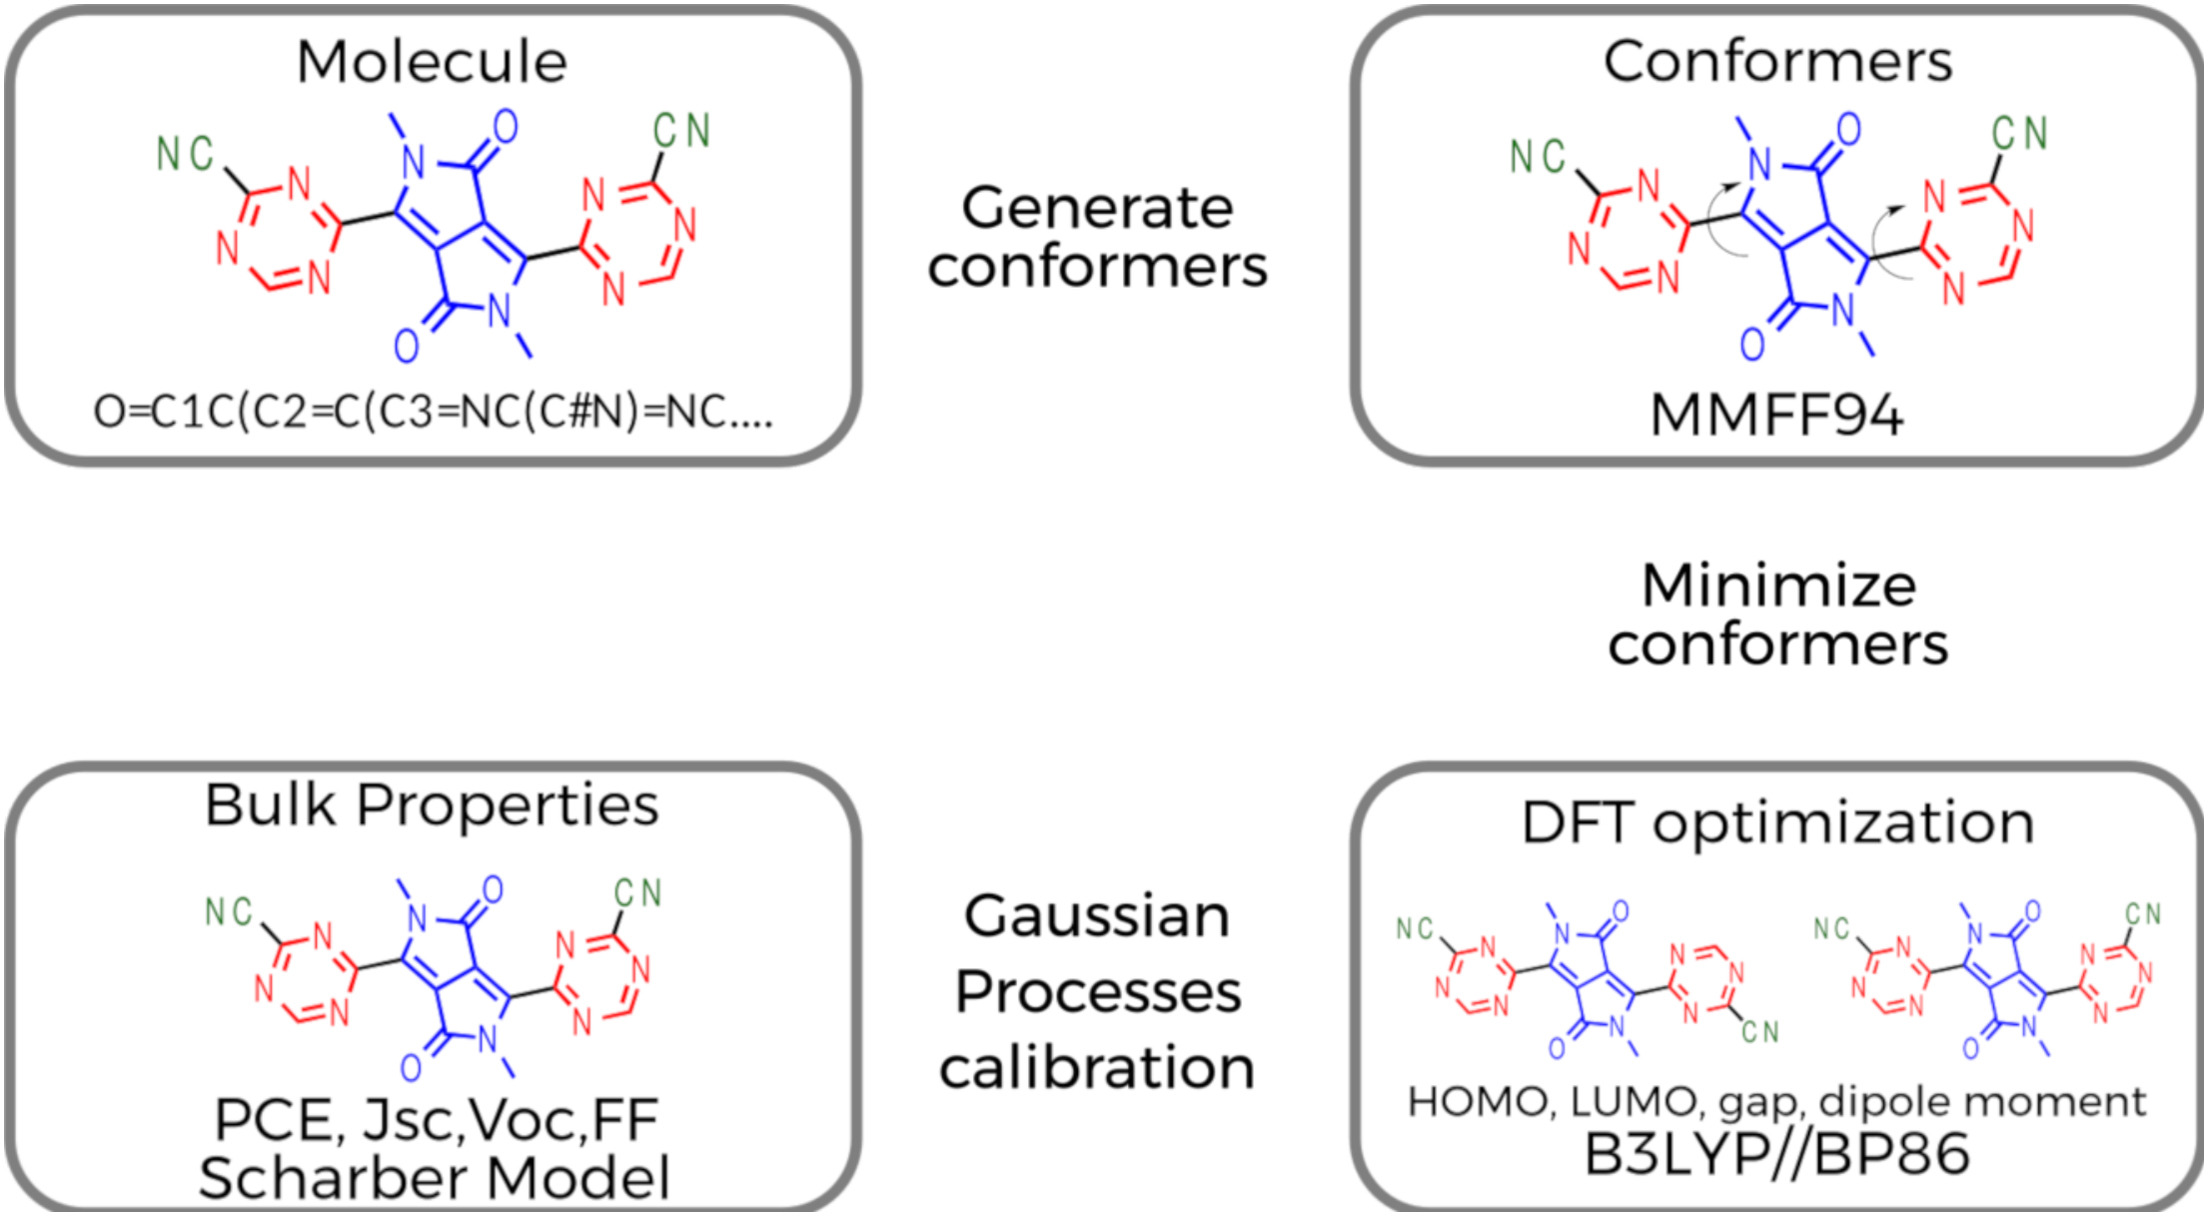 Molecule
NC
CN
N
O
N
N
N
N
N
N
O
N
N
O=C1C(C2=C(C3=NC(C#N)=NC....
Generate
conformers
Conformers
NC
CN
N
O
N
N
N
N
N
N
O
N
N
MMFF94
Minimize
conformers
DFT optimization
NC
N
O
N
N
N
N
N
N
O
N
N
CN
NC
CN
N
O
N
N
N
N
N
N
O
N
N
HOMO, LUMO, gap, dipole moment
B3LYP//BP86
Gaussian
Processes
calibration
Bulk Properties
NC
CN
N
O
N
N
N
N
N
N
O
N
N
PCE, Jsc,Voc,FF
Scharber Model